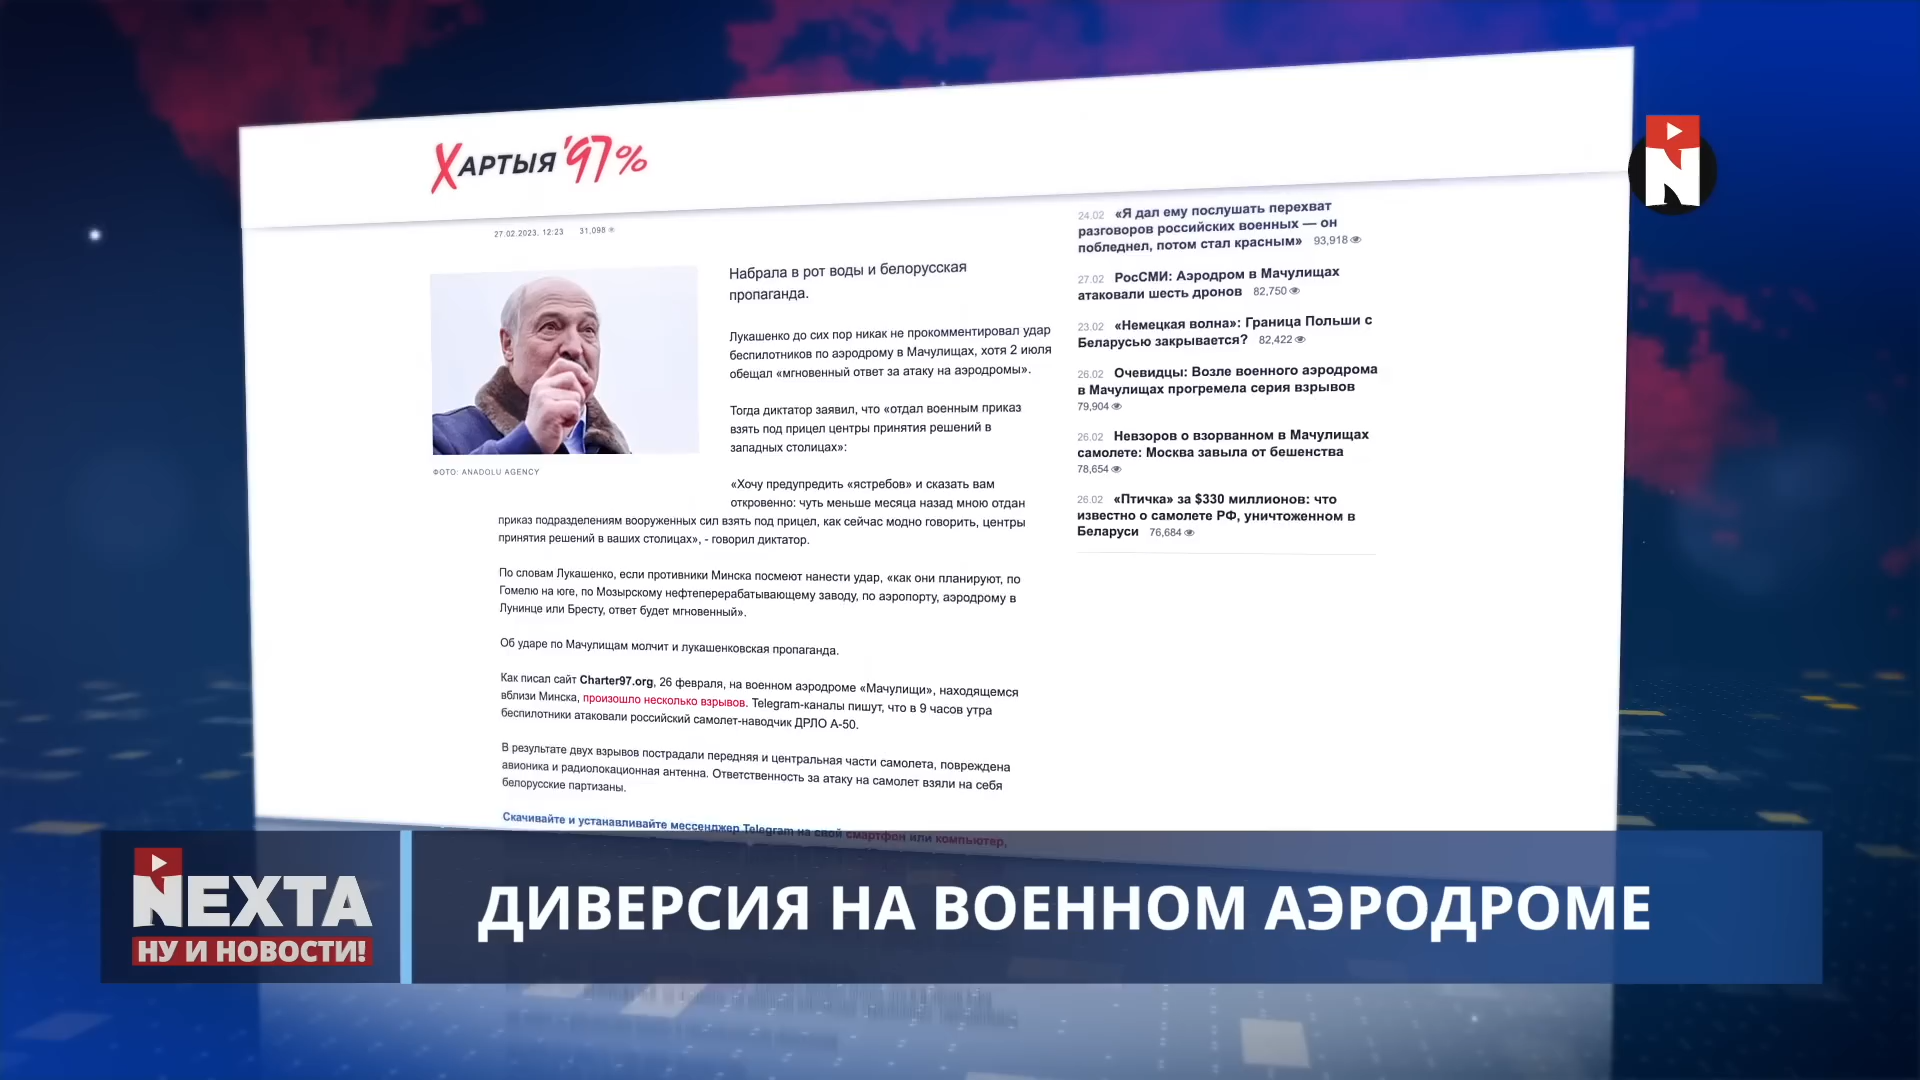 ХАРТЫЯ '97%
27.02.2023, 12:23 31,098
Набрала в рот воды и белорусская
пропаганда.
Лукашенко до сих пор никак не прокомментировал удар
беспилотников по аэродрому в Мачулищах, хотя 2 июля
обещал «мгновенный ответ за атаку на аэродромы».
Тогда диктатор заявил, что «отдал военным приказ
взять под прицел центры принятия решений в
западных столицах»:
«Хочу предупредить «ястребов» и сказать вам
откровенно: чуть меньше месяца назад мною отдан
приказ подразделениям вооруженных сил взять под прицел, как сейчас модно говорить, центры
принятия решений в ваших столицах», - говорил диктатор.
ФОТО: ANADOLU AGENCY
По словам Лукашенко, если противники Минска посмеют нанести удар, «как они планируют, по
Гомелю на юге, по Мозырскому нефтеперерабатывающему заводу, по аэропорту, аэродрому в
Лунинце или Бресту, ответ будет мгновенный».
Об ударе по Мачулищам молчит и лукашенковская пропаганда.
Как писал сайт Charter97.org, 26 февраля, на военном аэродроме «Мачулищи», находящемся
вблизи Минска, произошло несколько взрывов. Telegram-каналы пишут, что в 9 часов утра
беспилотники атаковали российский самолет-наводчик ДРЛО А-50.
В результате двух взрывов пострадали передняя и центральная части самолета, повреждена
авионика и радиолокационная антенна. Ответственность за атаку на самолет взяли на себя
белорусские партизаны.
Скачивайте и устанавливайте мессенджер Telegram на свой смартфон или компьютер,
24.02 «Я дал ему послушать перехват
разговоров российских военных — он
побледнел, потом стал красным» 93,918
27.02 РосСМИ: Аэродром в Мачулищах
атаковали шесть дронов 82,750
23.02 «Немецкая волна»: Граница Польши с
Беларусью закрывается? 82,422
26.02 Очевидцы: Возле военного аэродрома
в Мачулищах прогремела серия взрывов
79,904
26.02 Невзоров о взорванном в Мачулищах
самолете: Москва завыла от бешенства
78,654
26.02 «Птичка» за $330 миллионов: что
известно о самолете РФ, уничтоженном в
Беларуси 76,684
N
NEXTA
НУ И НОВОСТИ!
ДИВЕРСИЯ НА ВОЕННОМ АЭРОДРОМЕ